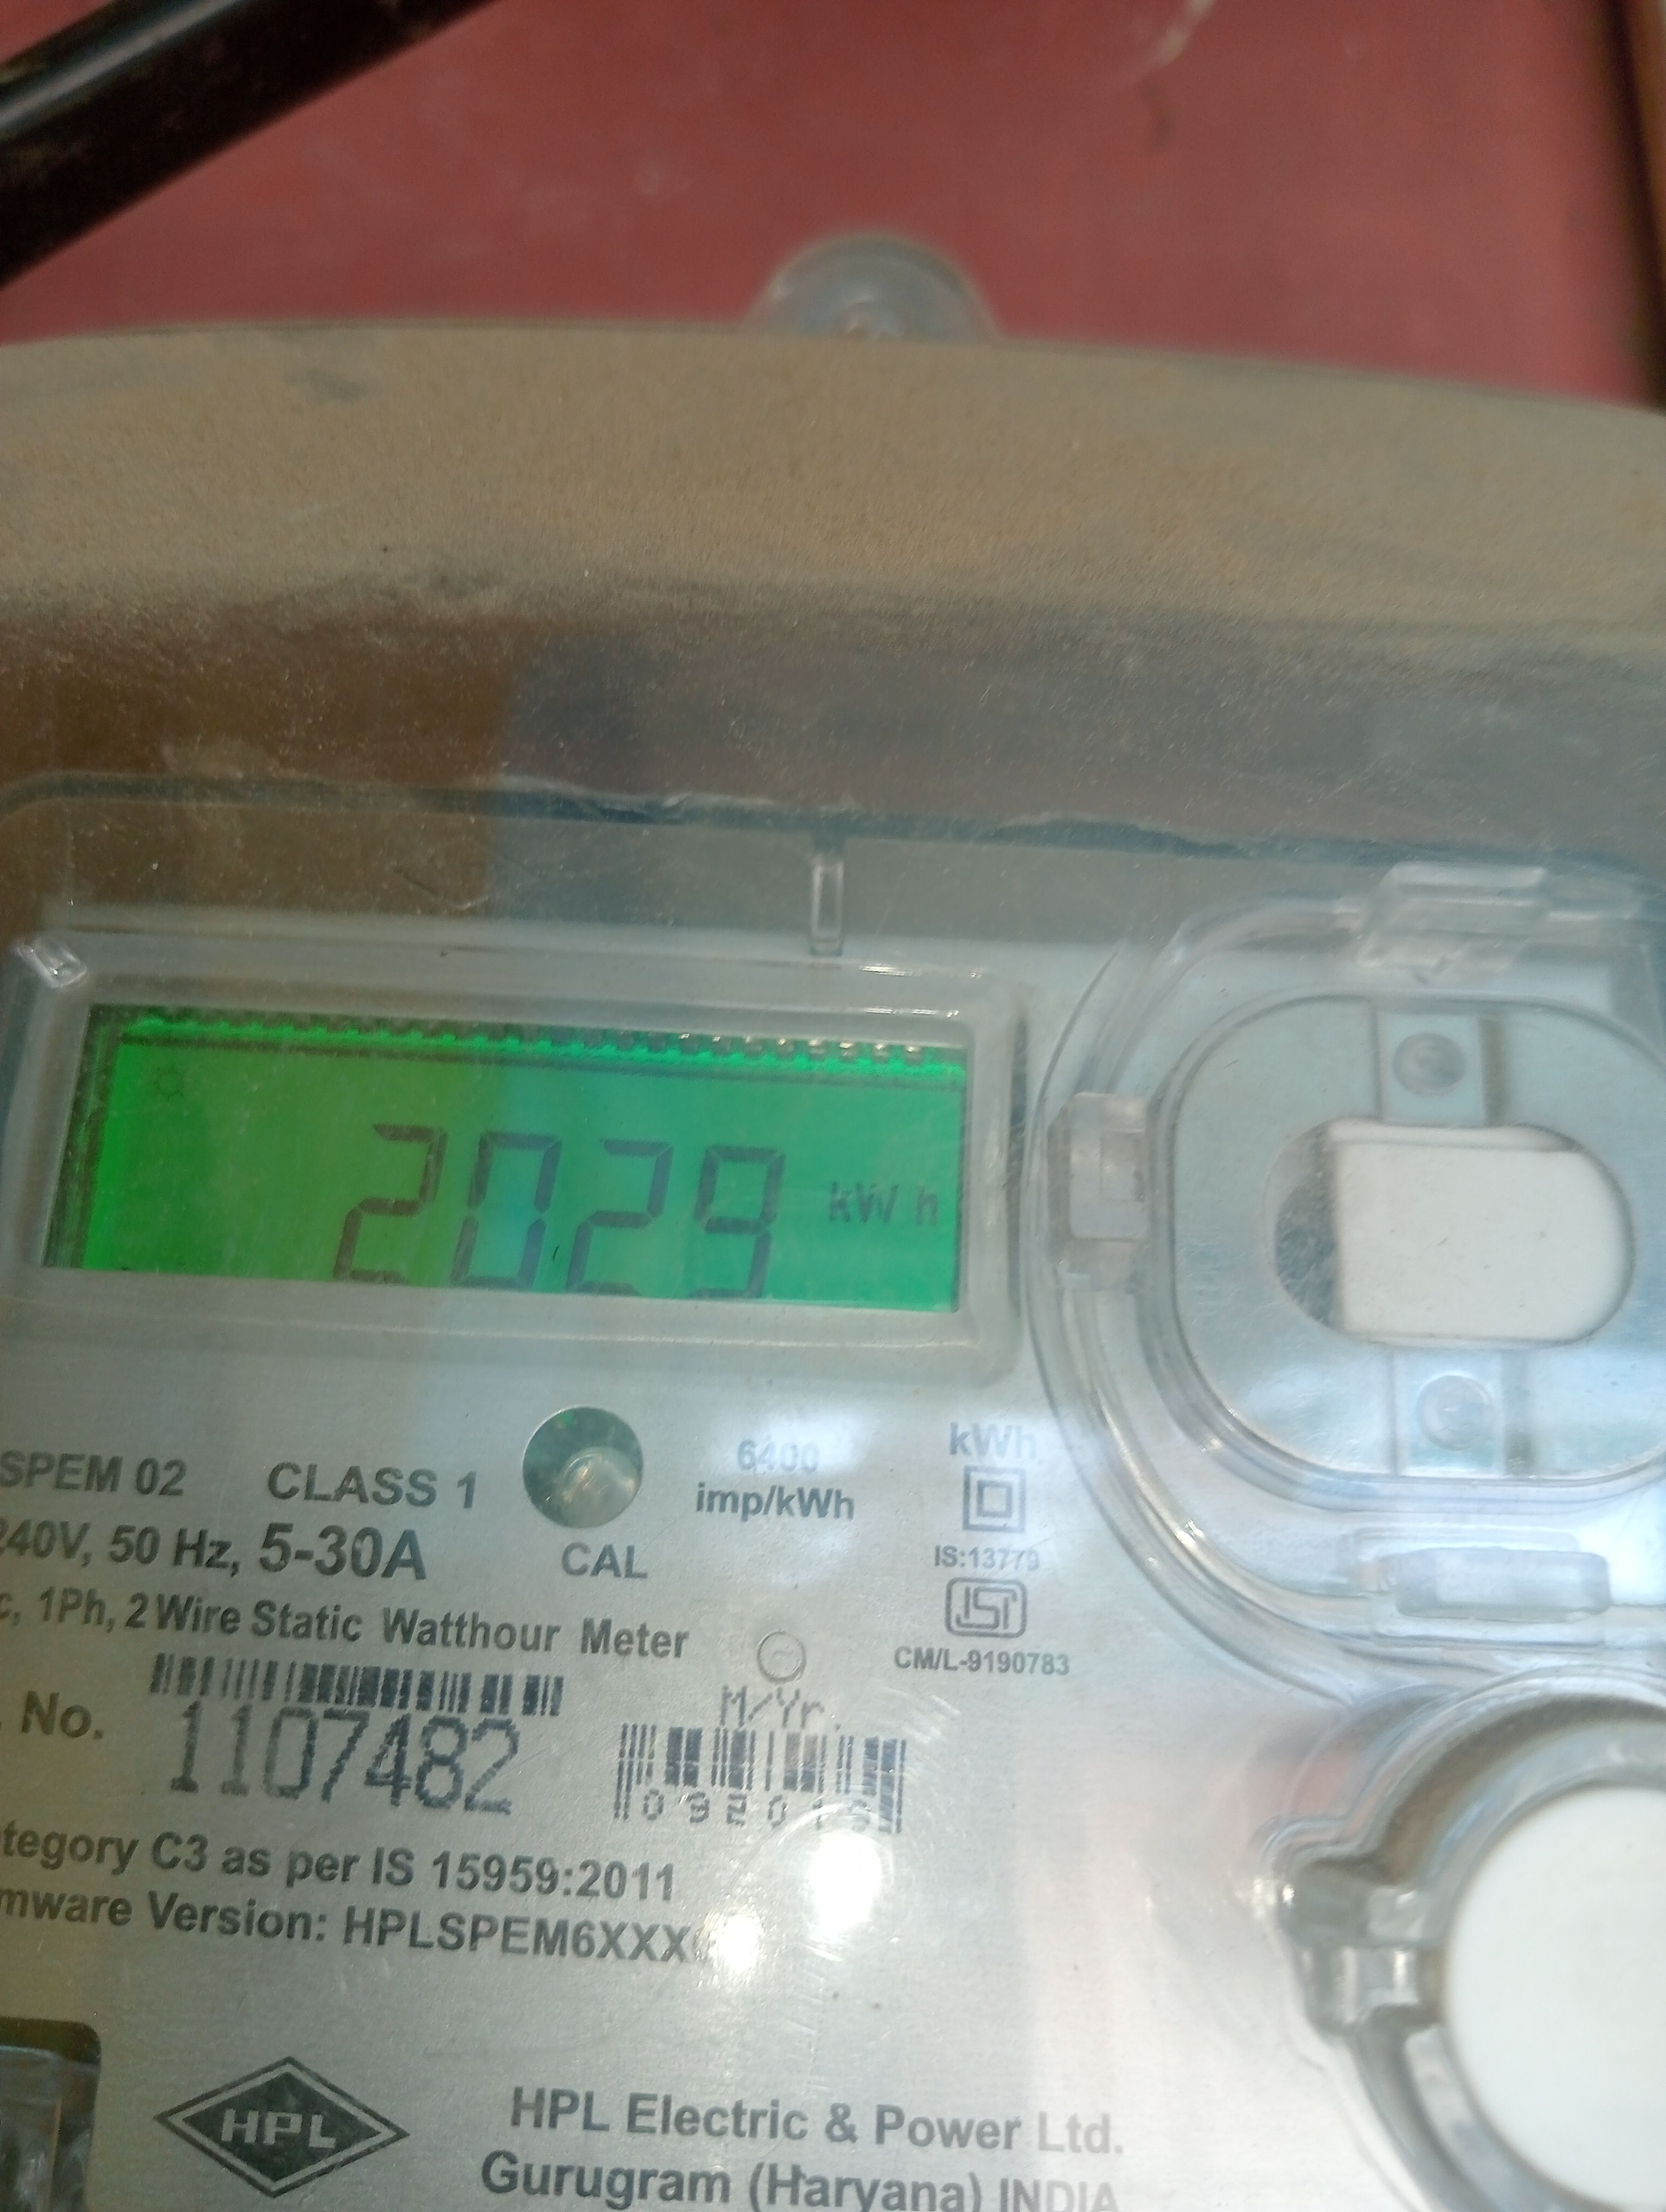 2029 kWh
SPEM 02 CLASS 1
6400
imp/kWh
kWh
240V, 50 Hz, 5-30A
CAL
IS:13779
ISI
c, 1Ph, 2 Wire Static Watthour Meter
CM/L-9190783
No. 1107482
M/Yr.
tegory C3 as per IS 15959:2011
mware Version: HPLSPEM6XXX
HPL
HPL Electric & Power Ltd.
Gurugram (Haryana) INDIA